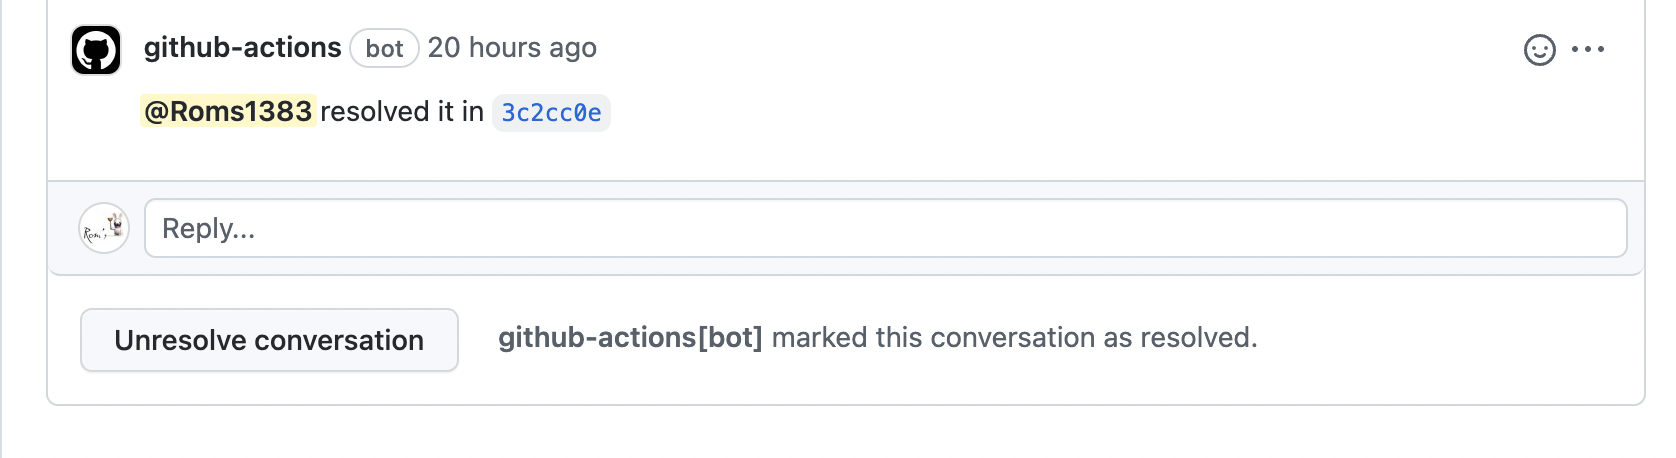 github-actions bot 20 hours ago
@Roms1383 resolved it in 3c2cc0e
Rom's
Reply...
Unresolve conversation github-actions[bot] marked this conversation as resolved.